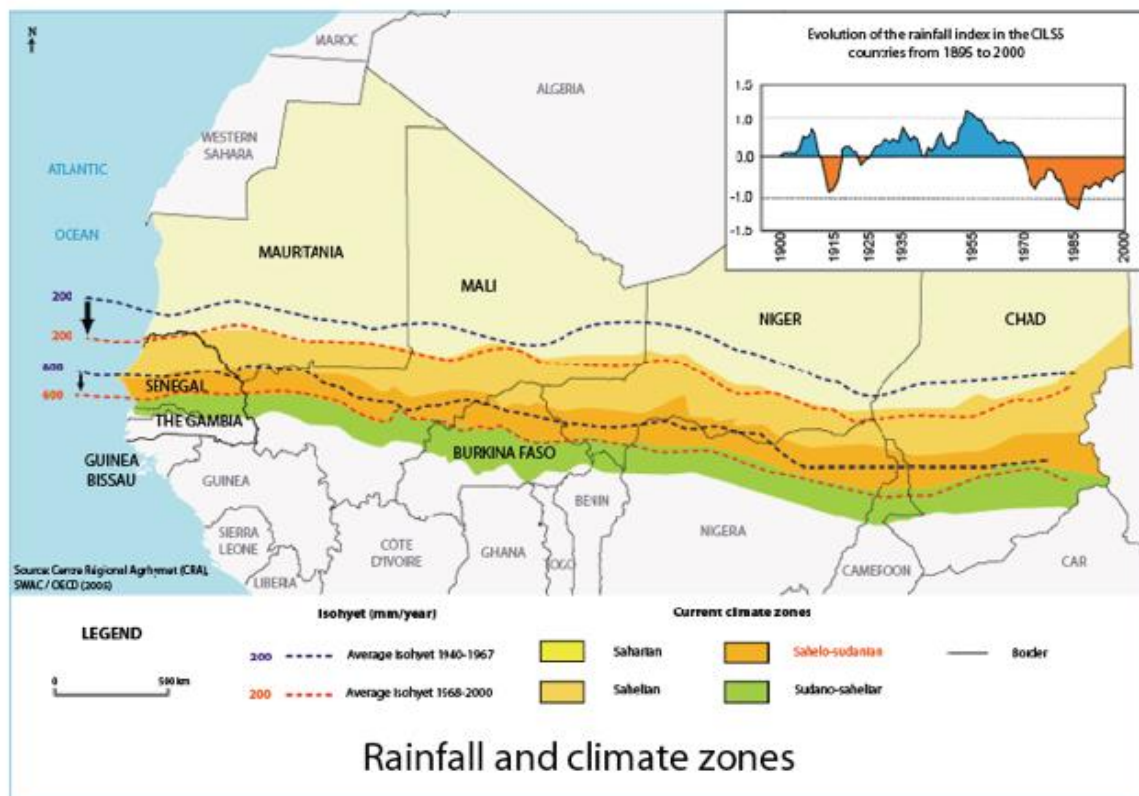 N
MAROC
ALGERIA
WESTERN
SAHARA
ATLANTIC
OCEAN
MAURITANIA
MALI
NIGER
CHAD
200
200
600
600
SENEGAL
THE GAMBIA
GUINEA
BISSAU
GUINEA
SIERRA
LEONE
LIBERIA
CÔTE
D'IVOIRE
BURKINA FASO
GHANA
TOGO
BENIN
NIGERA
CAMEROON
CAR
Evolution of the rainfall index in the CILSS
countries from 1895 to 2000
1.5
1.0
0.0
-1.0
-1.5
1900
1915
1925
1935
1955
1970
1985
2000
Source: Centre Régional Agrhymet (CRA),
SWAC / OECD (2005)
LEGEND
0 500 km
Isohyet (mm/year)
200 Average Isohyet 1940-1967
200 Average Isohyet 1968-2000
Current climate zones
Saharian
Sahelian
Sahelo-sudanian
Sudano-sahelian
Border
Rainfall and climate zones